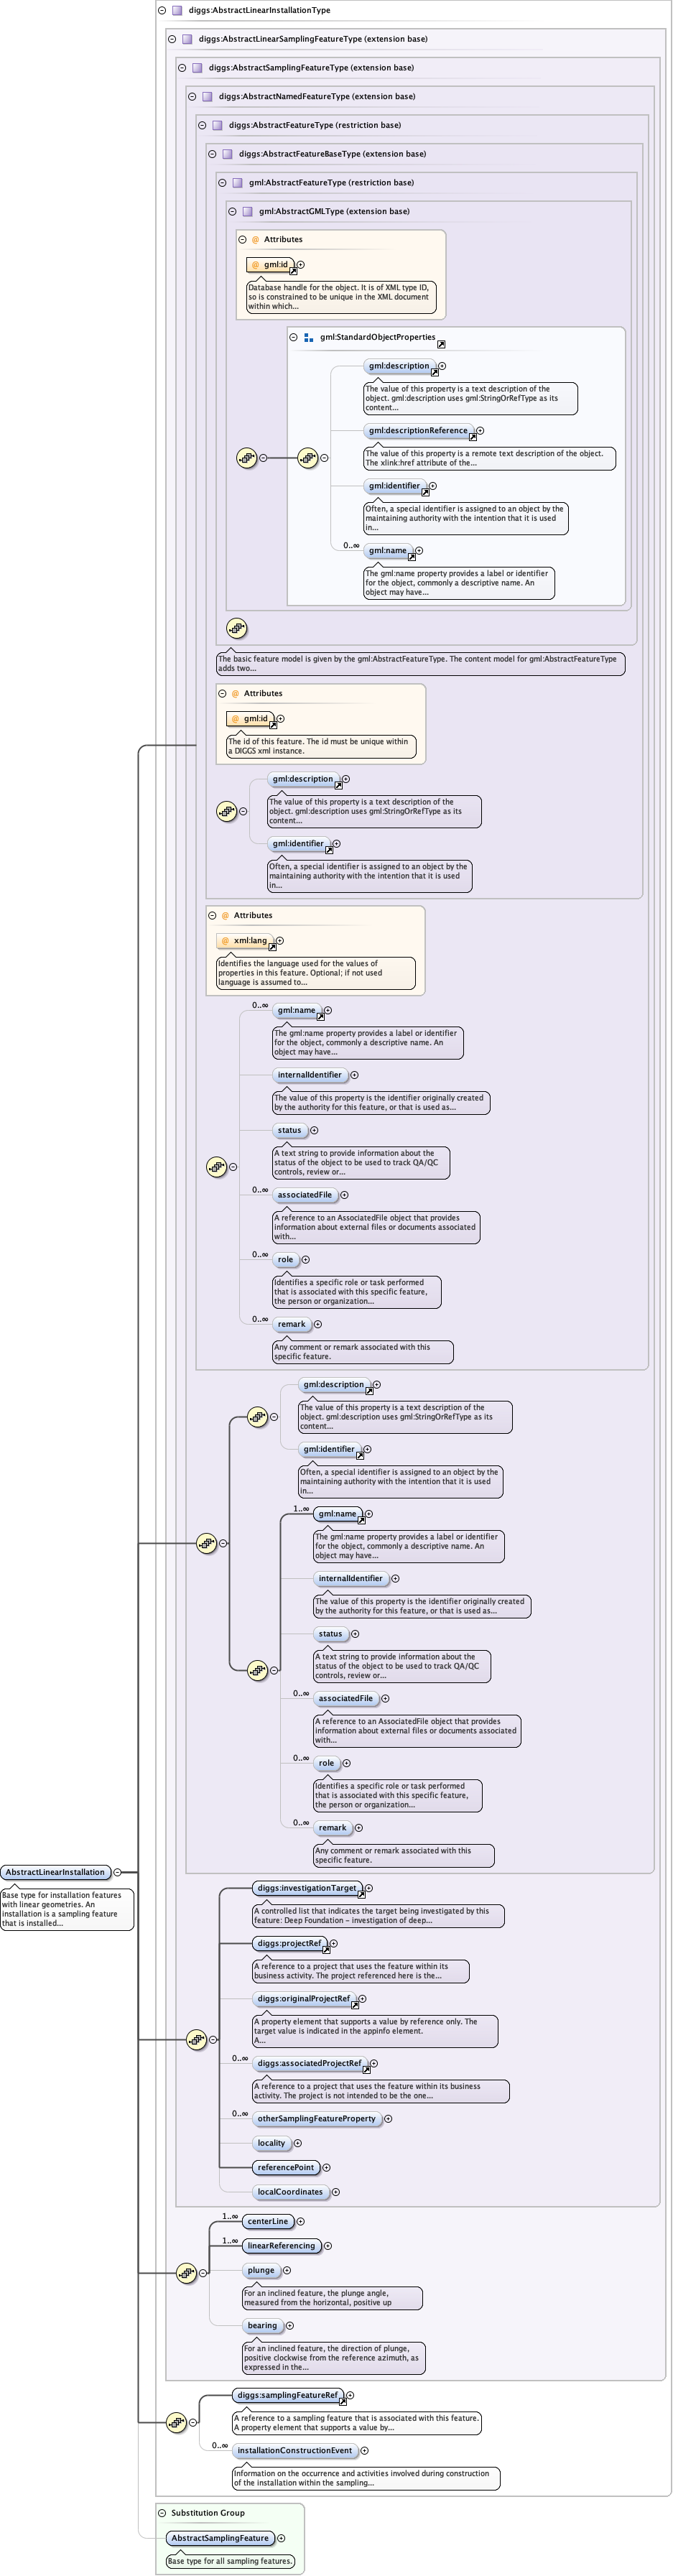 diggs:AbstractLinearInstallationType
diggs:AbstractLinearSamplingFeatureType (extension base)
diggs:AbstractSamplingFeatureType (extension base)
diggs:AbstractNamedFeatureType (extension base)
diggs:AbstractFeatureType (restriction base)
diggs:AbstractFeatureBaseType (extension base)
gml:AbstractFeatureType (restriction base)
gml:AbstractGMLType (extension base)
@ Attributes
@ gml:id
Database handle for the object. It is of XML type ID,
so is constrained to be unique in the XML document
within which...
gml:StandardObjectProperties
gml:description
The value of this property is a text description of the
object. gml:description uses gml:StringOrRefType as its
content...
gml:descriptionReference
The value of this property is a remote text description of the object.
The xlink:href attribute of the...
gml:identifier
Often, a special identifier is assigned to an object by the
maintaining authority with the intention that it is used
in...
0..∞
gml:name
The gml:name property provides a label or identifier
for the object, commonly a descriptive name. An
object may have...
The basic feature model is given by the gml:AbstractFeatureType. The content model for gml:AbstractFeatureType
adds two...
@ Attributes
@ gml:id
The id of this feature. The id must be unique within
a DIGGS xml instance.
gml:description
The value of this property is a text description of the
object. gml:description uses gml:StringOrRefType as its
content...
gml:identifier
Often, a special identifier is assigned to an object by the
maintaining authority with the intention that it is used
in...
@ Attributes
@ xml:lang
Identifies the language used for the values of
properties in this feature. Optional; if not used
language is assumed to...
0..∞
gml:name
The gml:name property provides a label or identifier
for the object, commonly a descriptive name. An
object may have...
internalIdentifier
The value of this property is the identifier originally created
by the authority for this feature, or that is used as...
status
A text string to provide information about the
status of the object to be used to track QA/QC
controls, review or...
0..∞
associatedFile
A reference to an AssociatedFile object that provides
information about external files or documents associated
with...
0..∞
role
Identifies a specific role or task performed
that is associated with this specific feature,
the person or organization...
0..∞
remark
Any comment or remark associated with this
specific feature.
gml:description
The value of this property is a text description of the
object. gml:description uses gml:StringOrRefType as its
content...
gml:identifier
Often, a special identifier is assigned to an object by the
maintaining authority with the intention that it is used
in...
1..∞
gml:name
The gml:name property provides a label or identifier
for the object, commonly a descriptive name. An
object may have...
internalIdentifier
The value of this property is the identifier originally created
by the authority for this feature, or that is used as...
status
A text string to provide information about the
status of the object to be used to track QA/QC
controls, review or...
0..∞
associatedFile
A reference to an AssociatedFile object that provides
information about external files or documents associated
with...
0..∞
role
Identifies a specific role or task performed
that is associated with this specific feature,
the person or organization...
0..∞
remark
Any comment or remark associated with this
specific feature.
AbstractLinearInstallation
Base type for installation features
with linear geometries. An
installation is a sampling feature
that is installed...
diggs:investigationTarget
A controlled list that indicates the target being investigated by this
feature: Deep Foundation - investigation of deep...
diggs:projectRef
A reference to a project that uses the feature within its
business activity. The project referenced here is the...
diggs:originalProjectRef
A property element that supports a value by reference only. The
target value is indicated in the appinfo element.
A...
0..∞
diggs:associatedProjectRef
A reference to a project that uses the feature within its business
activity. The project is not intended to be the one...
0..∞
otherSamplingFeatureProperty
locality
referencePoint
localCoordinates
1..∞
centerLine
1..∞
linearReferencing
plunge
For an inclined feature, the plunge angle,
measured from the horizontal, positive up
bearing
For an inclined feature, the direction of plunge,
positive clockwise from the reference azimuth, as
expressed in the...
diggs:samplingFeatureRef
A reference to a sampling feature that is associated with this feature.
A property element that supports a value by...
0..∞
installationConstructionEvent
Information on the occurrence and activities involved during construction
of the installation within the sampling...
Substitution Group
AbstractSamplingFeature
Base type for all sampling features.